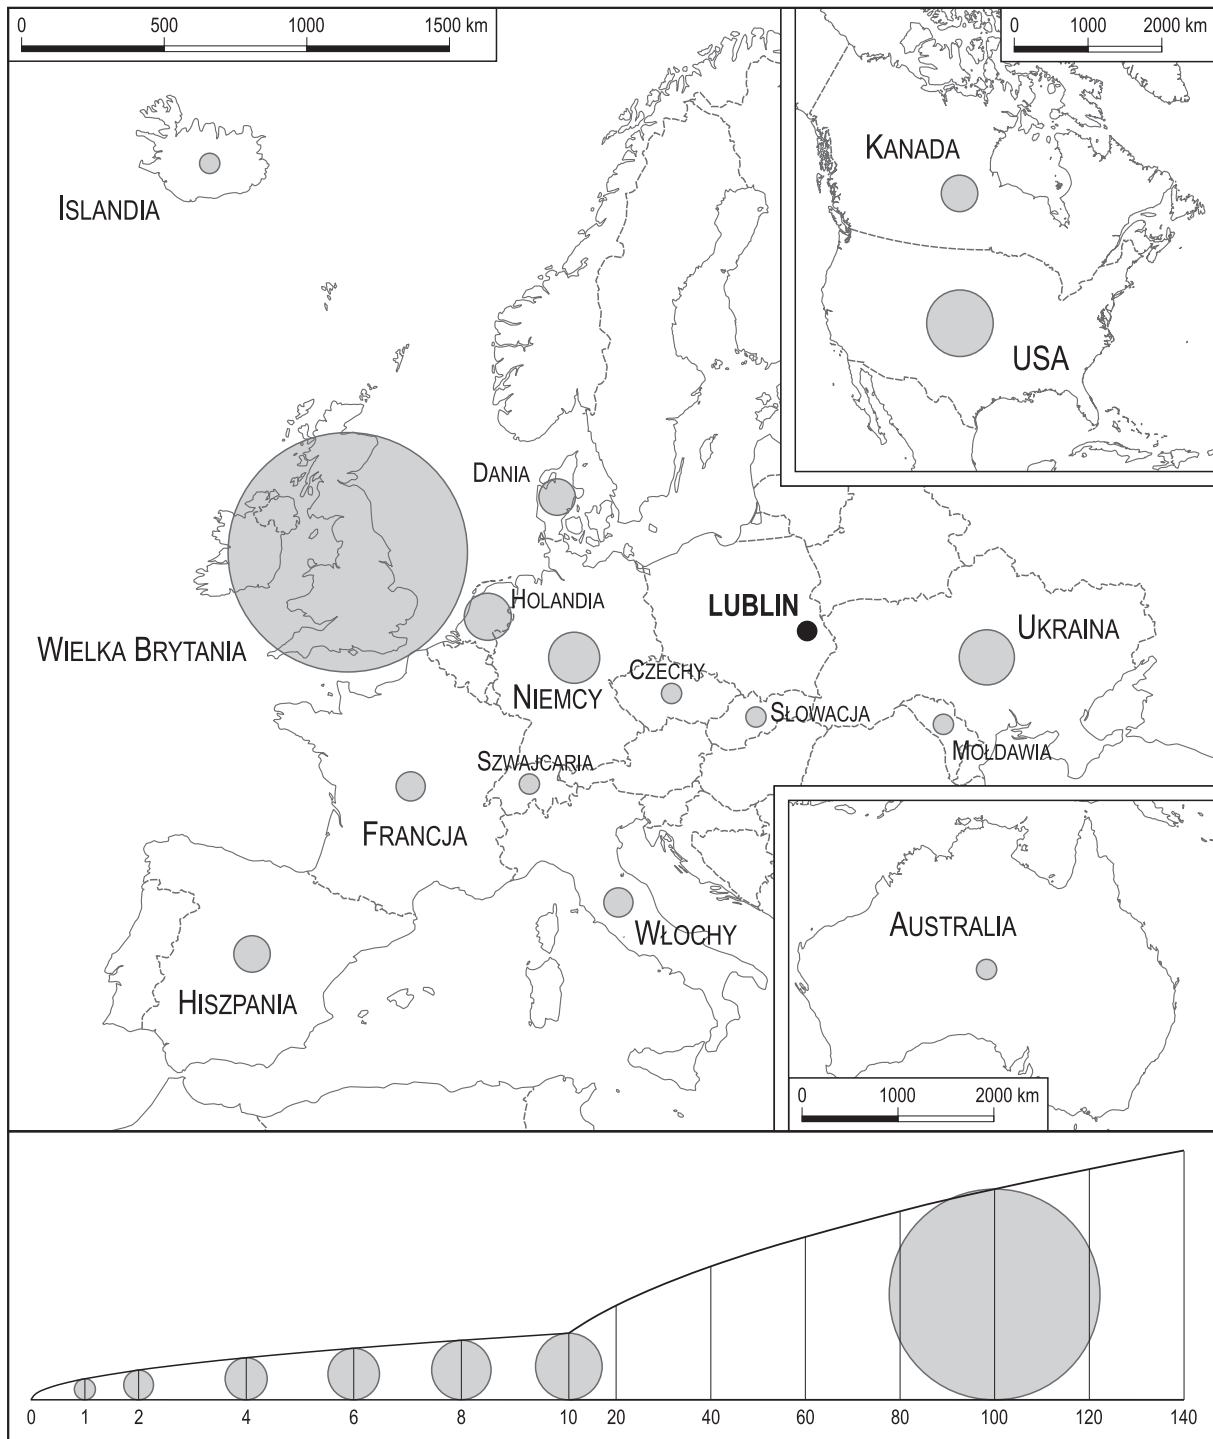 0 500 1000 1500 km
0 1000 2000 km
KANADA
ISLANDIA
USA
DANIA
HOLANDIA
LUBLIN
UKRAINA
WIELKA BRYTANIA
CZECHY
NIEMCY
SŁOWACJA
MOŁDAWIA
SZWAJCARIA
FRANCJA
AUSTRALIA
WŁOCHY
HISZPANIA
0 1000 2000 km
0 1 2 4 6 8 10 20 40 60 80 100 120 140